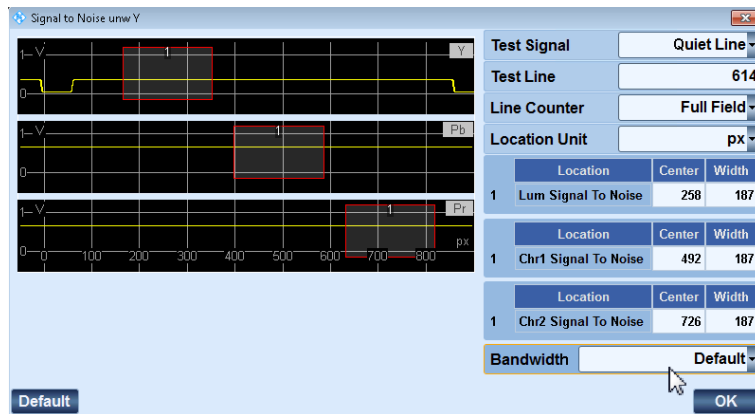 Signal to Noise unw Y
1 V
1
Y
0
1 V
1
Pb
0
1 V
1
Pr
px
0
0 100 200 300 400 500 600 700 800
Test Signal Quiet Line
Test Line 614
Line Counter Full Field
Location Unit px
Location Center Width
1 Lum Signal To Noise 258 187
Location Center Width
1 Chr1 Signal To Noise 492 187
Location Center Width
1 Chr2 Signal To Noise 726 187
Bandwidth Default
Default OK